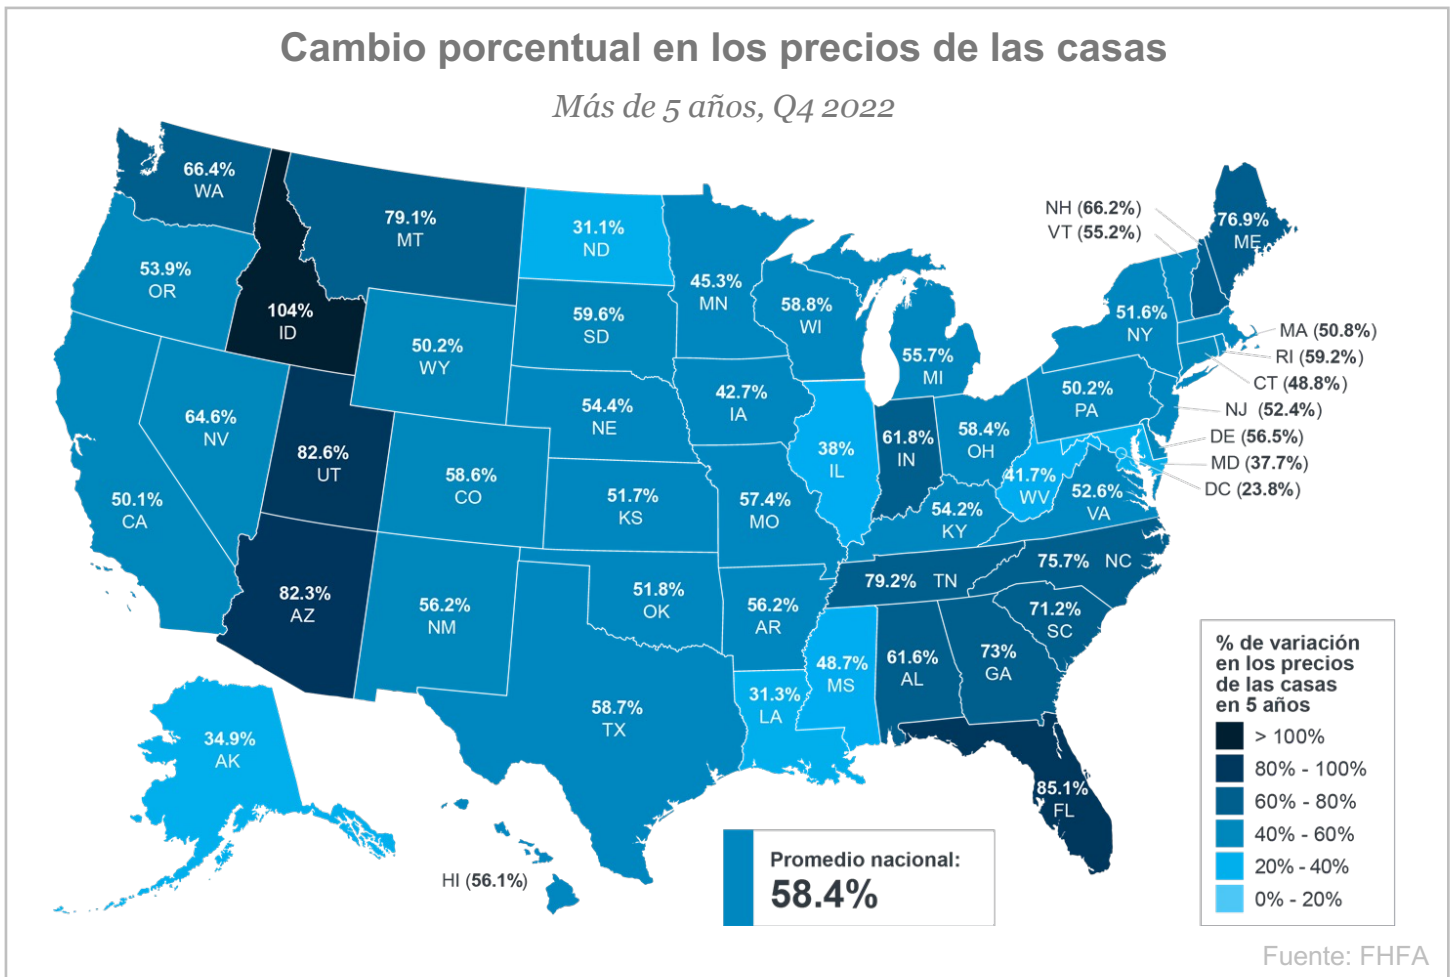 Cambio porcentual en los precios de las casas
Más de 5 años, Q4 2022
66.4%
WA
79.1%
MT
31.1%
ND
45.3%
MN
NH (66.2%)
VT (55.2%)
76.9%
ME
53.9%
OR
104%
ID
50.2%
WY
59.6%
SD
58.8%
WI
55.7%
MI
51.6%
NY
MA (50.8%)
RI (59.2%)
CT (48.8%)
NJ (52.4%)
DE (56.5%)
MD (37.7%)
DC (23.8%)
64.6%
NV
82.6%
UT
58.6%
CO
54.4%
NE
42.7%
IA
38%
IL
61.8%
IN
58.4%
OH
50.2%
PA
50.1%
CA
51.7%
KS
57.4%
MO
54.2%
KY
41.7%
WV
52.6%
VA
82.3%
AZ
56.2%
NM
51.8%
OK
56.2%
AR
79.2% TN
75.7% NC
71.2%
SC
58.7%
TX
31.3%
LA
48.7%
MS
61.6%
AL
73%
GA
85.1%
FL
34.9%
AK
HI (56.1%)
Promedio nacional:
58.4%
% de variación
en los precios
de las casas
en 5 años
> 100%
80% - 100%
60% - 80%
40% - 60%
20% - 40%
0% - 20%
Fuente: FHFA